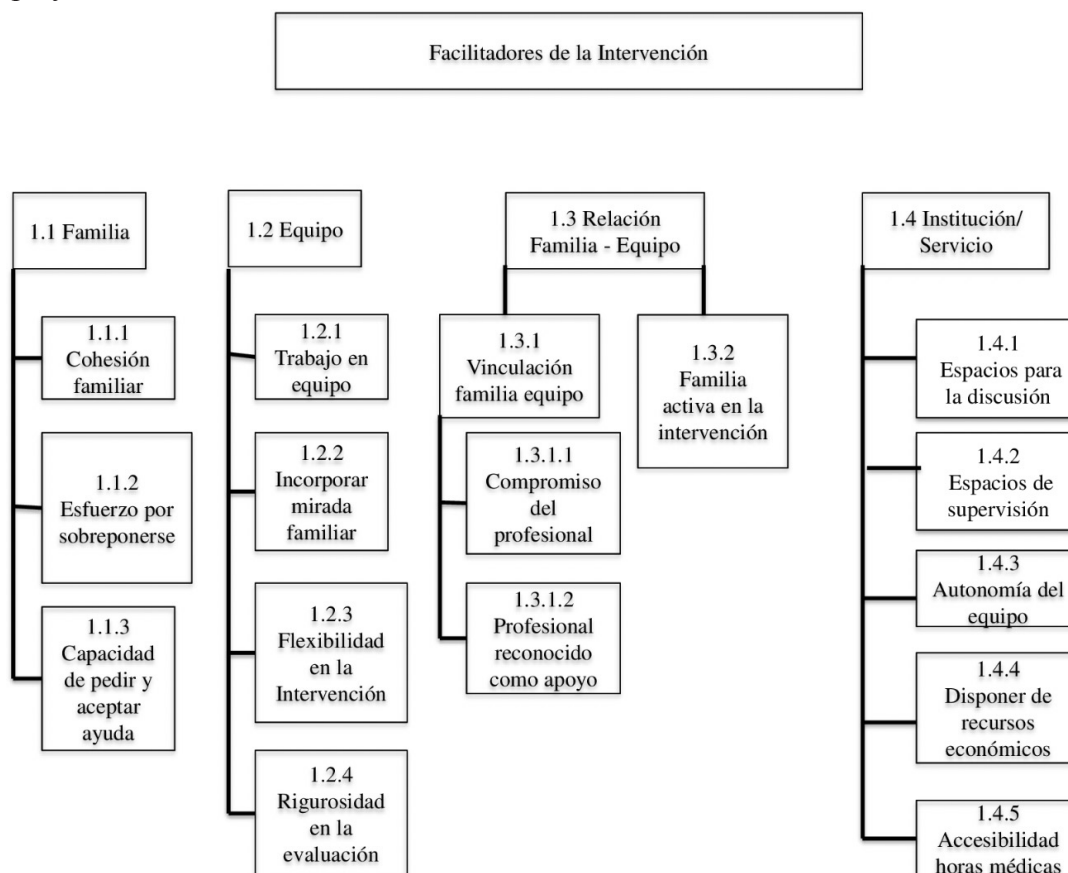 Facilitadores de la Intervención
1.1 Familia
1.1.1
Cohesión
familiar
1.1.2
Esfuerzo por
sobreponerse
1.1.3
Capacidad
de pedir y
aceptar
ayuda
1.2 Equipo
1.2.1
Trabajo en
equipo
1.2.2
Incorporar
mirada
familiar
1.2.3
Flexibilidad
en la
Intervención
1.2.4
Rigurosidad
en la
evaluación
1.3 Relación
Familia - Equipo
1.3.1
Vinculación
familia equipo
1.3.1.1
Compromiso
del
profesional
1.3.1.2
Profesional
reconocido
como apoyo
1.3.2
Familia
activa en la
intervención
1.4 Institución/
Servicio
1.4.1
Espacios para
la discusión
1.4.2
Espacios de
supervisión
1.4.3
Autonomía del
equipo
1.4.4
Disponer de
recursos
económicos
1.4.5
Accesibilidad
horas médicas